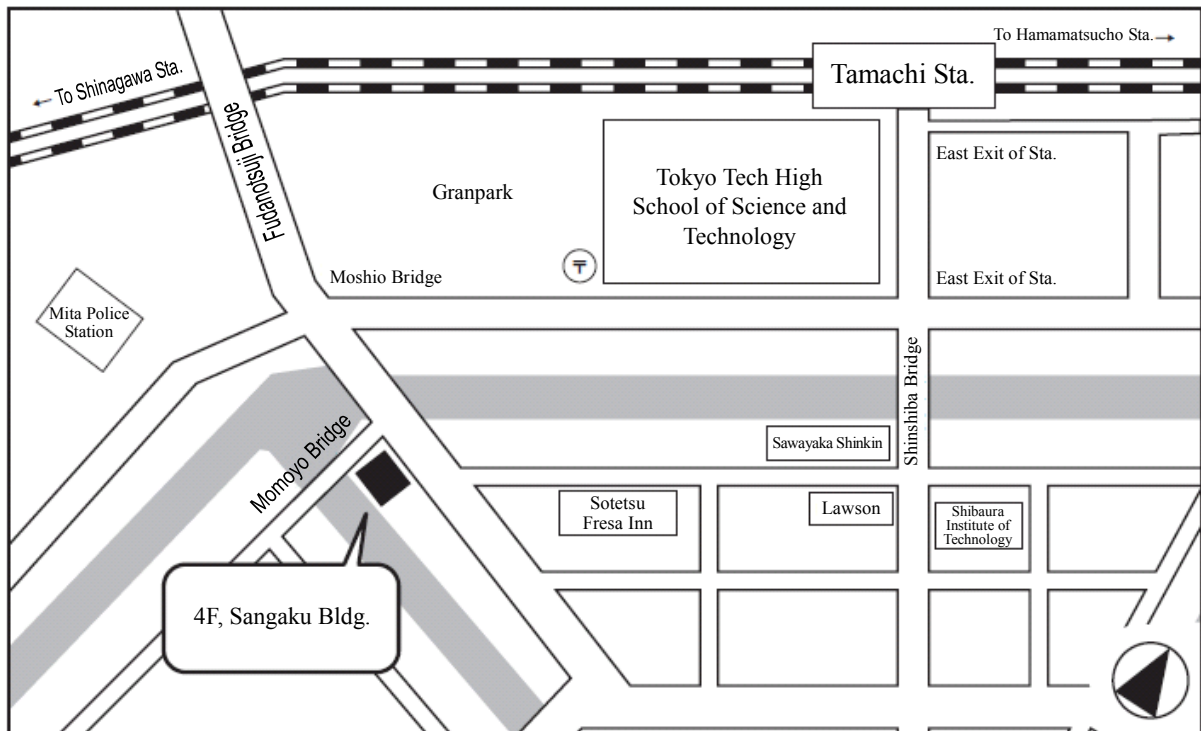 To Hamamatsucho Sta.→
Tamachi Sta.
← To Shinagawa Sta.
Fudanotsuji Bridge
East Exit of Sta.
Tokyo Tech High
School of Science and
Technology
Granpark
〒
Moshio Bridge
East Exit of Sta.
Mita Police
Station
Shinshiba Bridge
Momoyo Bridge
Sawayaka Shinkin
Sotetsu
Fresa Inn
Lawson
Shibaura
Institute of
Technology
4F, Sangaku Bldg.